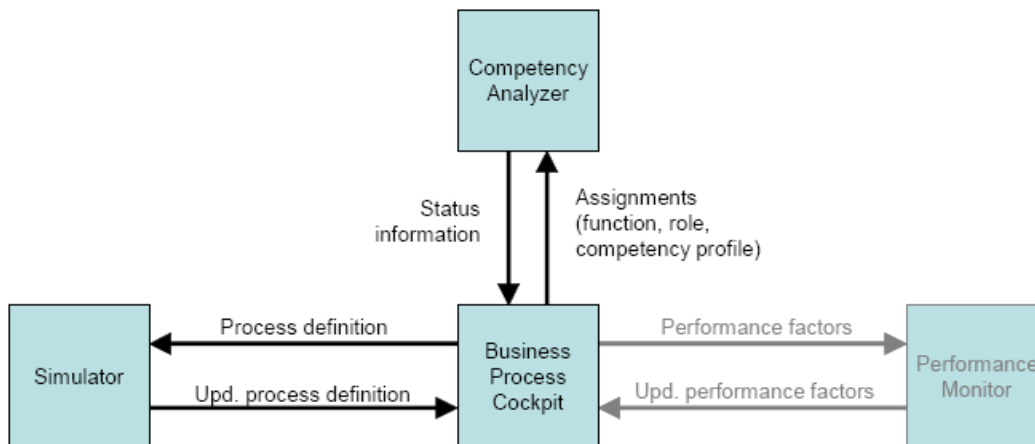 Competency
Analyzer
Status
information
Assignments
(function, role,
competency profile)
Process definition
Performance factors
Simulator
Business
Process
Cockpit
Performance
Monitor
Upd. process definition
Upd. performance factors